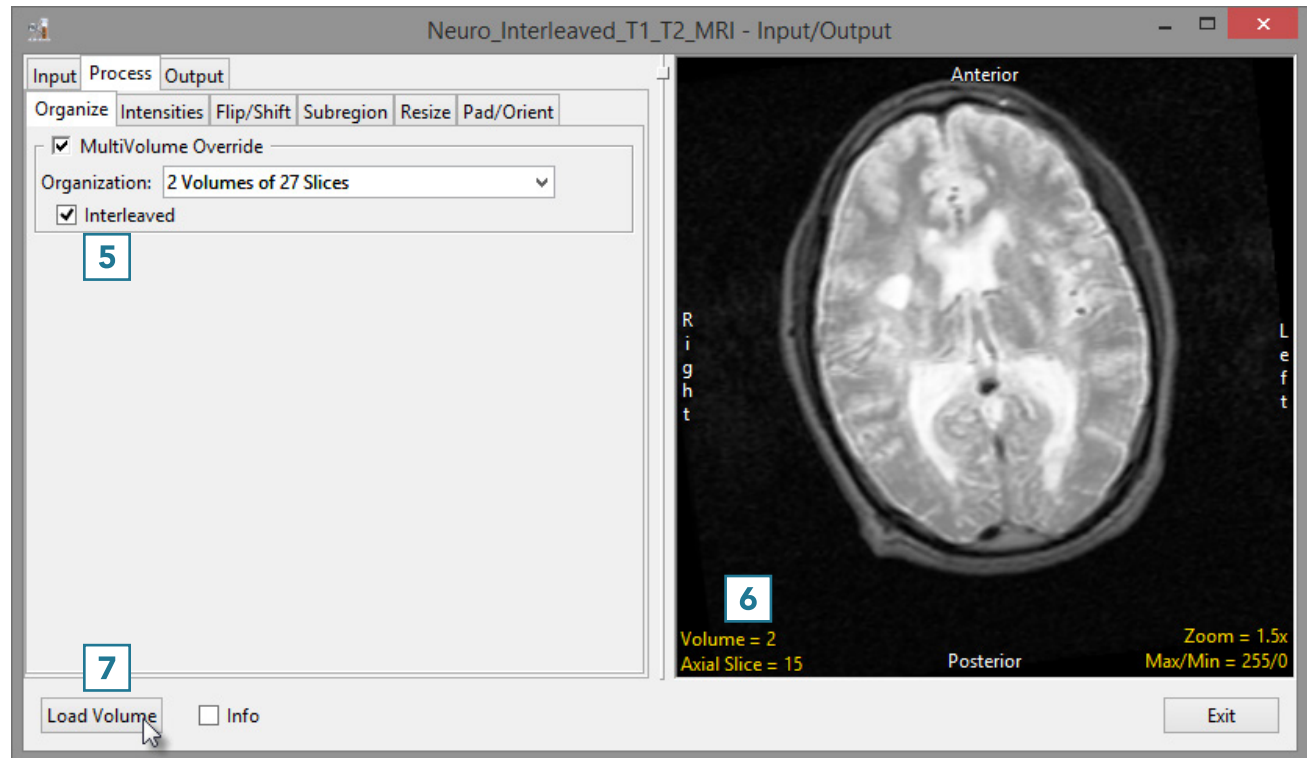 Neuro_Interleaved_T1_T2_MRI - Input/Output
Input Process Output
Organize Intensities Flip/Shift Subregion Resize Pad/Orient
MultiVolume Override
Organization: 2 Volumes of 27 Slices
Interleaved
5
Anterior
Right
Left
6
Volume = 2
Axial Slice = 15
Posterior
Zoom = 1.5x
Max/Min = 255/0
7
Load Volume
Info
Exit